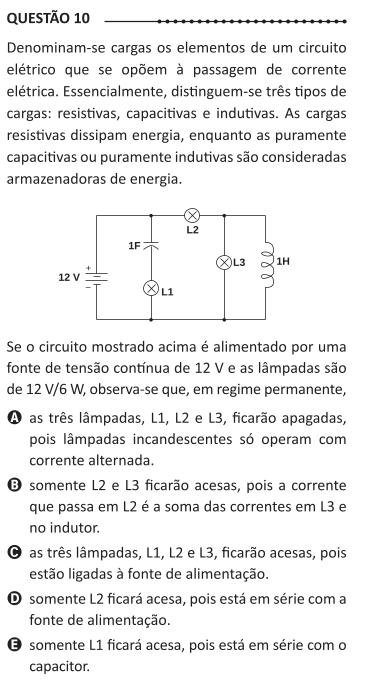 QUESTÃO 10
Denominam-se cargas os elementos de um circuito
elétrico que se opõem à passagem de corrente
elétrica. Essencialmente, distinguem-se três tipos de
cargas: resistivas, capacitivas e indutivas. As cargas
resistivas dissipam energia, enquanto as puramente
capacitivas ou puramente indutivas são consideradas
armazenadoras de energia.
L2
1F
L3
1H
12 V
+
−
L1
Se o circuito mostrado acima é alimentado por uma
fonte de tensão contínua de 12 V e as lâmpadas são
de 12 V/6 W, observa-se que, em regime permanente,
A as três lâmpadas, L1, L2 e L3, ficarão apagadas,
pois lâmpadas incandescentes só operam com
corrente alternada.
B somente L2 e L3 ficarão acesas, pois a corrente
que passa em L2 é a soma das correntes em L3 e
no indutor.
C as três lâmpadas, L1, L2 e L3, ficarão acesas, pois
estão ligadas à fonte de alimentação.
D somente L2 ficará acesa, pois está em série com a
fonte de alimentação.
E somente L1 ficará acesa, pois está em série com o
capacitor.